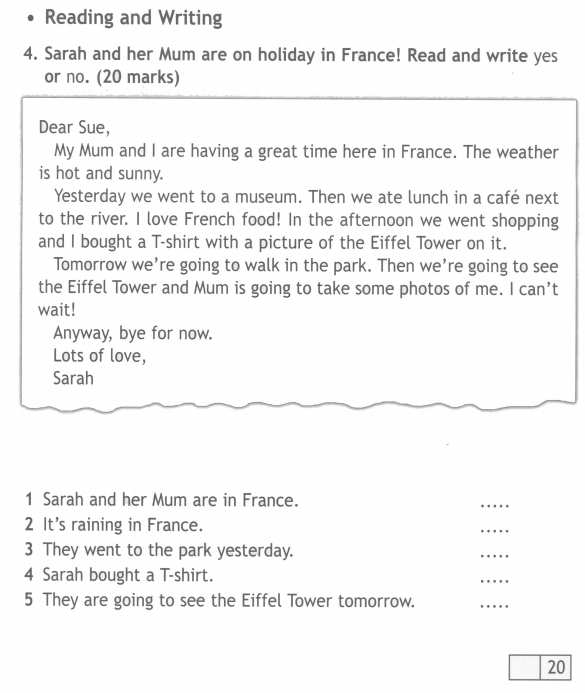 • Reading and Writing
4. Sarah and her Mum are on holiday in France! Read and write yes
or no. (20 marks)
Dear Sue,
My Mum and I are having a great time here in France. The weather
is hot and sunny.
Yesterday we went to a museum. Then we ate lunch in a café next
to the river. I love French food! In the afternoon we went shopping
and I bought a T-shirt with a picture of the Eiffel Tower on it.
Tomorrow we're going to walk in the park. Then we're going to see
the Eiffel Tower and Mum is going to take some photos of me. I can't
wait!
Anyway, bye for now.
Lots of love,
Sarah
1 Sarah and her Mum are in France. .....
2 It's raining in France. .....
3 They went to the park yesterday. .....
4 Sarah bought a T-shirt. .....
5 They are going to see the Eiffel Tower tomorrow. .....
20